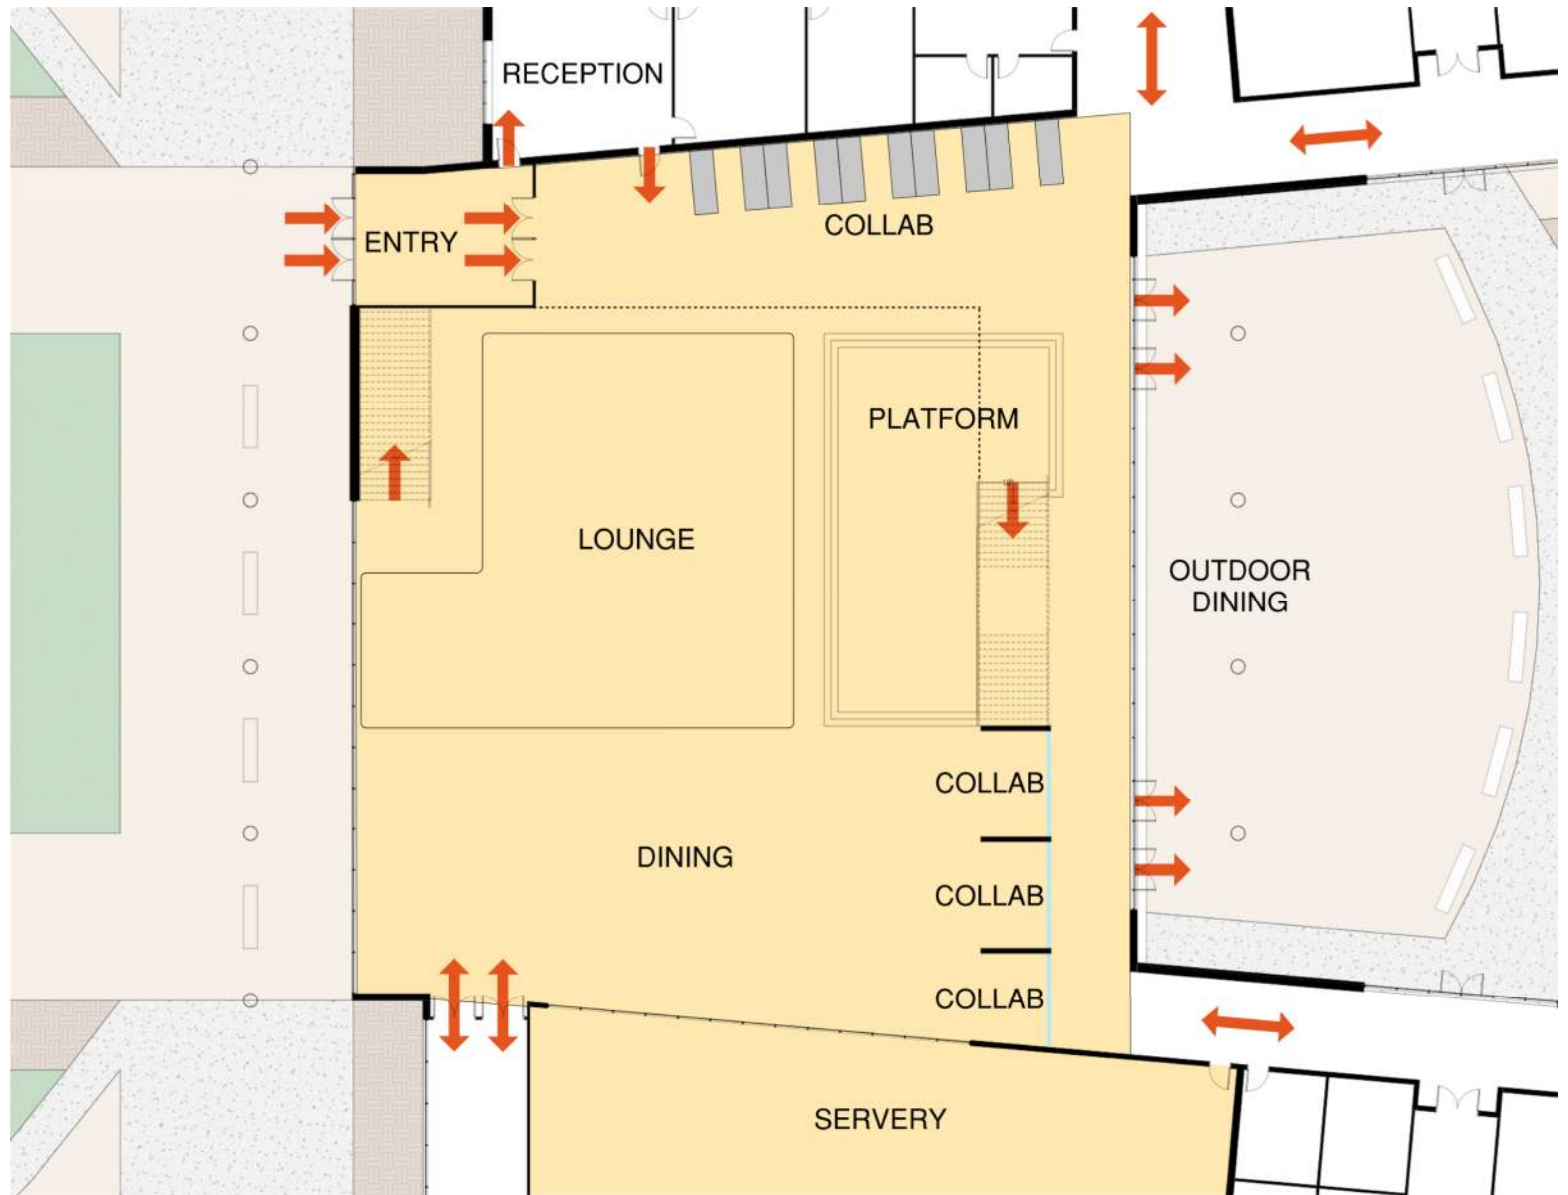 RECEPTION
ENTRY
COLLAB
PLATFORM
LOUNGE
OUTDOOR
DINING
COLLAB
DINING
COLLAB
COLLAB
SERVERY